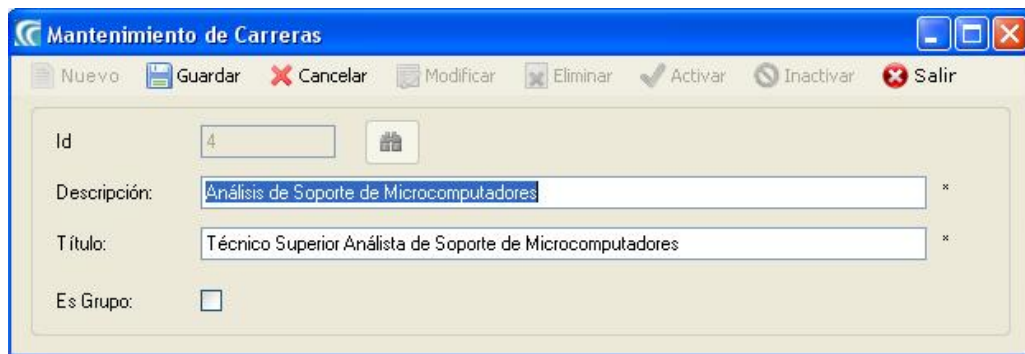 Mantenimiento de Carreras
Nuevo Guardar Cancelar Modificar Eliminar Activar Inactivar Salir
Id 4
Descripción: Análisis de Soporte de Microcomputadores *
Título: Técnico Superior Análista de Soporte de Microcomputadores *
Es Grupo: